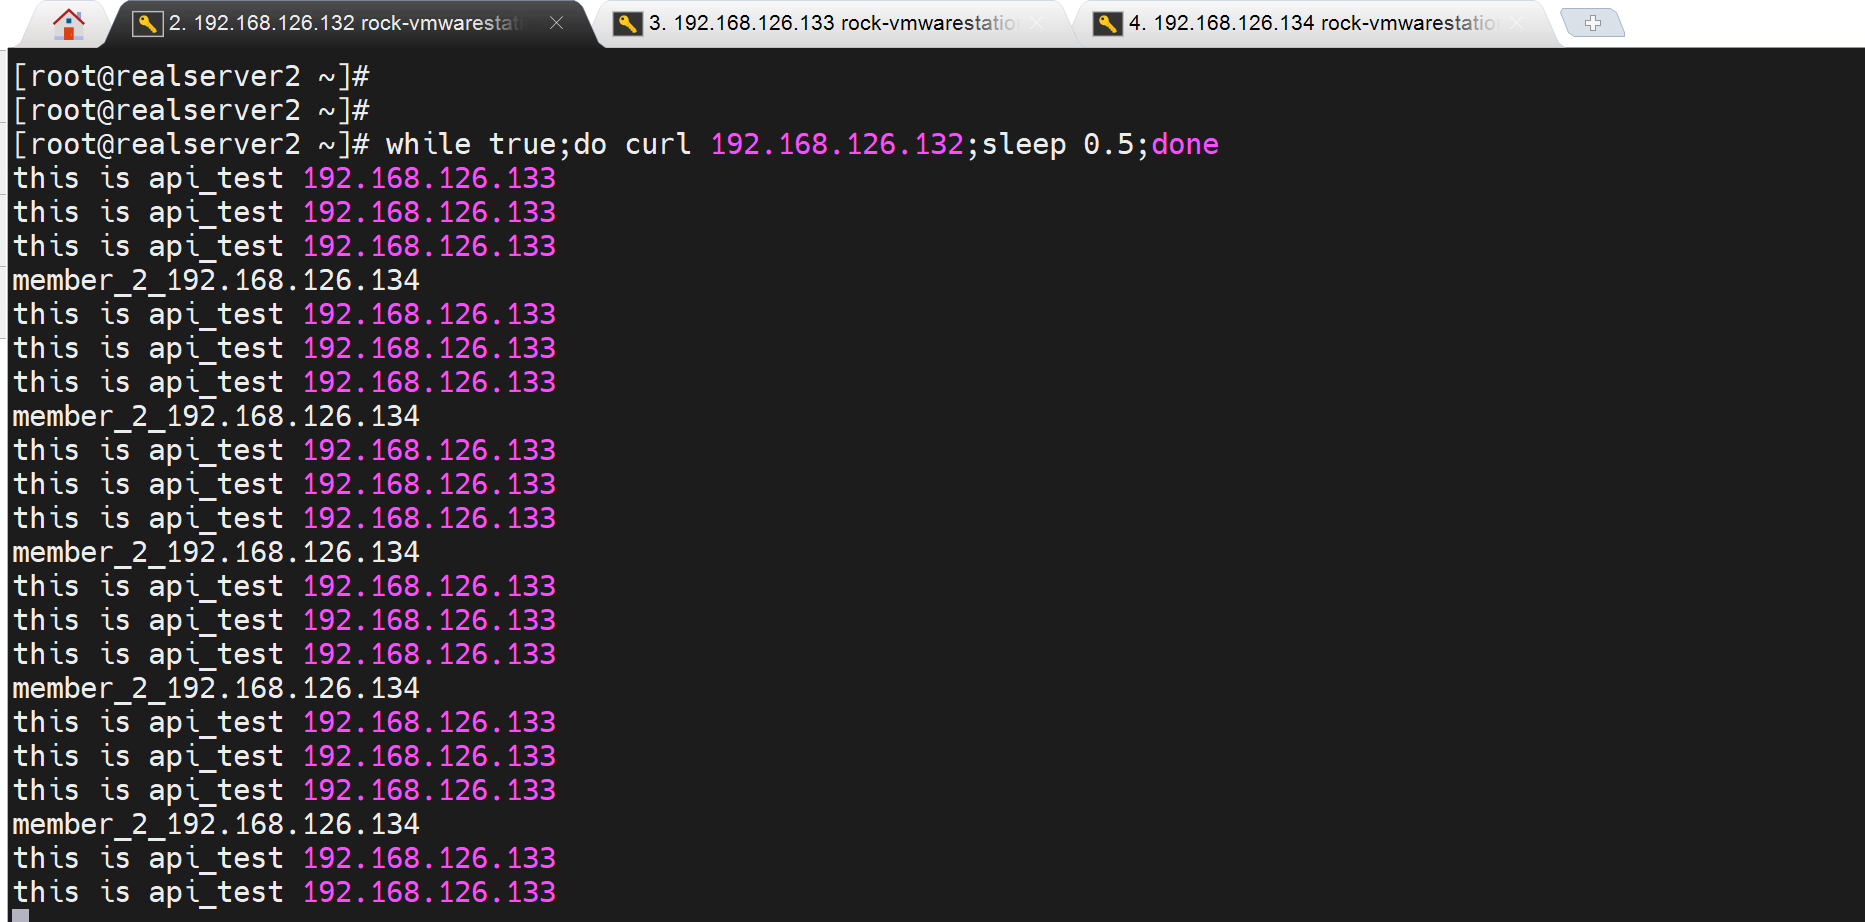 2. 192.168.126.132 rock-vmwarestat
3. 192.168.126.133 rock-vmwarestatio
4. 192.168.126.134 rock-vmwarestatio
[root@realserver2 ~]#
[root@realserver2 ~]#
[root@realserver2 ~]# while true;do curl 192.168.126.132;sleep 0.5;done
this is api_test 192.168.126.133
this is api_test 192.168.126.133
this is api_test 192.168.126.133
member_2_192.168.126.134
this is api_test 192.168.126.133
this is api_test 192.168.126.133
this is api_test 192.168.126.133
member_2_192.168.126.134
this is api_test 192.168.126.133
this is api_test 192.168.126.133
this is api_test 192.168.126.133
member_2_192.168.126.134
this is api_test 192.168.126.133
this is api_test 192.168.126.133
this is api_test 192.168.126.133
member_2_192.168.126.134
this is api_test 192.168.126.133
this is api_test 192.168.126.133
this is api_test 192.168.126.133
member_2_192.168.126.134
this is api_test 192.168.126.133
this is api_test 192.168.126.133